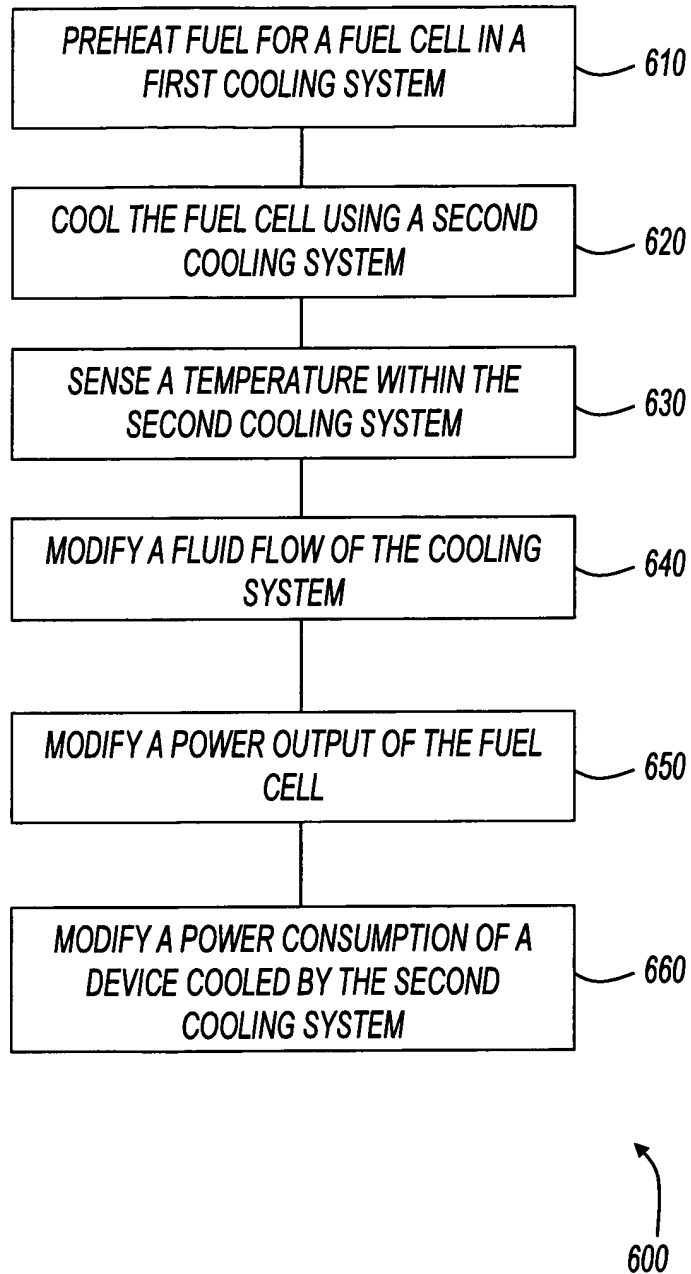 PREHEAT FUEL FOR A FUEL CELL IN A
FIRST COOLING SYSTEM
610
COOL THE FUEL CELL USING A SECOND
COOLING SYSTEM
620
SENSE A TEMPERATURE WITHIN THE
SECOND COOLING SYSTEM
630
MODIFY A FLUID FLOW OF THE COOLING
SYSTEM
640
MODIFY A POWER OUTPUT OF THE FUEL
CELL
650
MODIFY A POWER CONSUMPTION OF A
DEVICE COOLED BY THE SECOND
COOLING SYSTEM
660
600